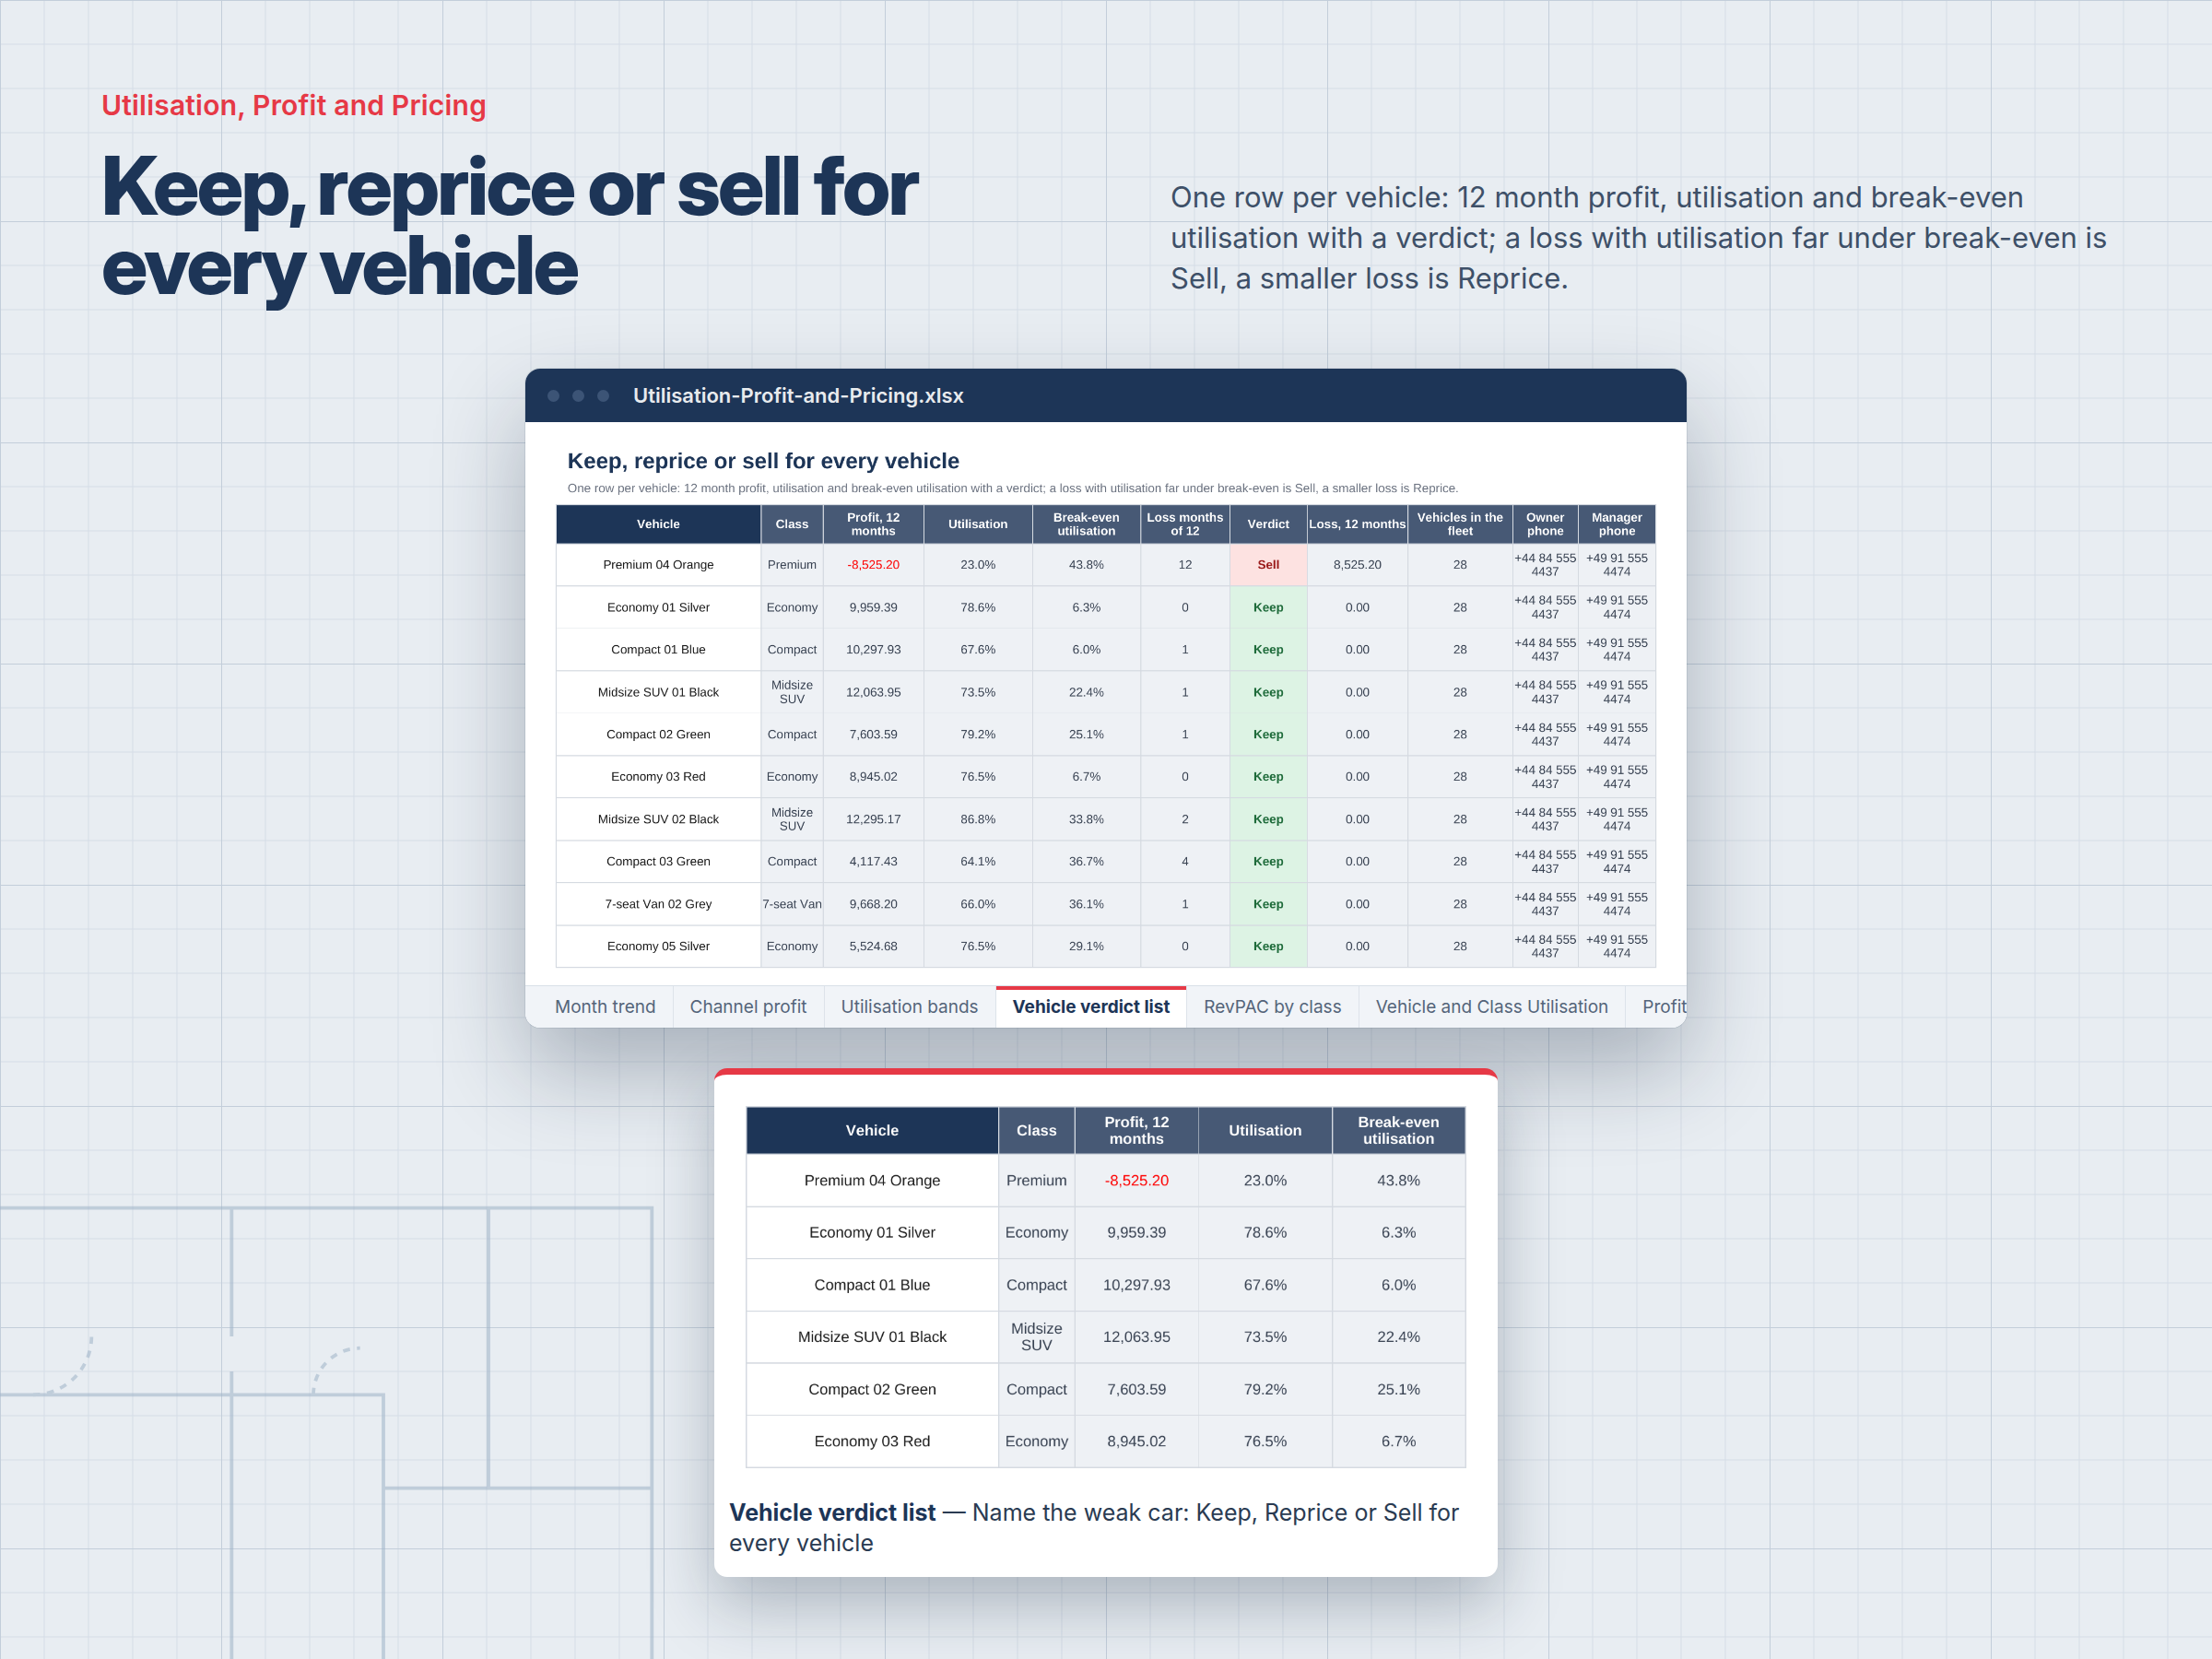 Utilisation, Profit and Pricing
Keep, reprice or sell for
every vehicle
One row per vehicle: 12 month profit, utilisation and break-even
utilisation with a verdict; a loss with utilisation far under break-even is
Sell, a smaller loss is Reprice.
Utilisation-Profit-and-Pricing.xlsx
Keep, reprice or sell for every vehicle
One row per vehicle: 12 month profit, utilisation and break-even utilisation with a verdict; a loss with utilisation far under break-even is Sell, a smaller loss is Reprice.
Vehicle Class Profit, 12 months Utilisation Break-even utilisation Loss months of 12 Verdict Loss, 12 months Vehicles in the fleet Owner phone Manager phone
Premium 04 Orange Premium -8,525.20 23.0% 43.8% 12 Sell 8,525.20 28 +44 84 555 4437 +49 91 555 4474
Economy 01 Silver Economy 9,959.39 78.6% 6.3% 0 Keep 0.00 28 +44 84 555 4437 +49 91 555 4474
Compact 01 Blue Compact 10,297.93 67.6% 6.0% 1 Keep 0.00 28 +44 84 555 4437 +49 91 555 4474
Midsize SUV 01 Black Midsize SUV 12,063.95 73.5% 22.4% 1 Keep 0.00 28 +44 84 555 4437 +49 91 555 4474
Compact 02 Green Compact 7,603.59 79.2% 25.1% 1 Keep 0.00 28 +44 84 555 4437 +49 91 555 4474
Economy 03 Red Economy 8,945.02 76.5% 6.7% 0 Keep 0.00 28 +44 84 555 4437 +49 91 555 4474
Midsize SUV 02 Black Midsize SUV 12,295.17 86.8% 33.8% 2 Keep 0.00 28 +44 84 555 4437 +49 91 555 4474
Compact 03 Green Compact 4,117.43 64.1% 36.7% 4 Keep 0.00 28 +44 84 555 4437 +49 91 555 4474
7-seat Van 02 Grey 7-seat Van 9,668.20 66.0% 36.1% 1 Keep 0.00 28 +44 84 555 4437 +49 91 555 4474
Economy 05 Silver Economy 5,524.68 76.5% 29.1% 0 Keep 0.00 28 +44 84 555 4437 +49 91 555 4474
Month trend Channel profit Utilisation bands Vehicle verdict list RevPAC by class Vehicle and Class Utilisation Profit
Vehicle Class Profit, 12 months Utilisation Break-even utilisation
Premium 04 Orange Premium -8,525.20 23.0% 43.8%
Economy 01 Silver Economy 9,959.39 78.6% 6.3%
Compact 01 Blue Compact 10,297.93 67.6% 6.0%
Midsize SUV 01 Black Midsize SUV 12,063.95 73.5% 22.4%
Compact 02 Green Compact 7,603.59 79.2% 25.1%
Economy 03 Red Economy 8,945.02 76.5% 6.7%
Vehicle verdict list — Name the weak car: Keep, Reprice or Sell for
every vehicle